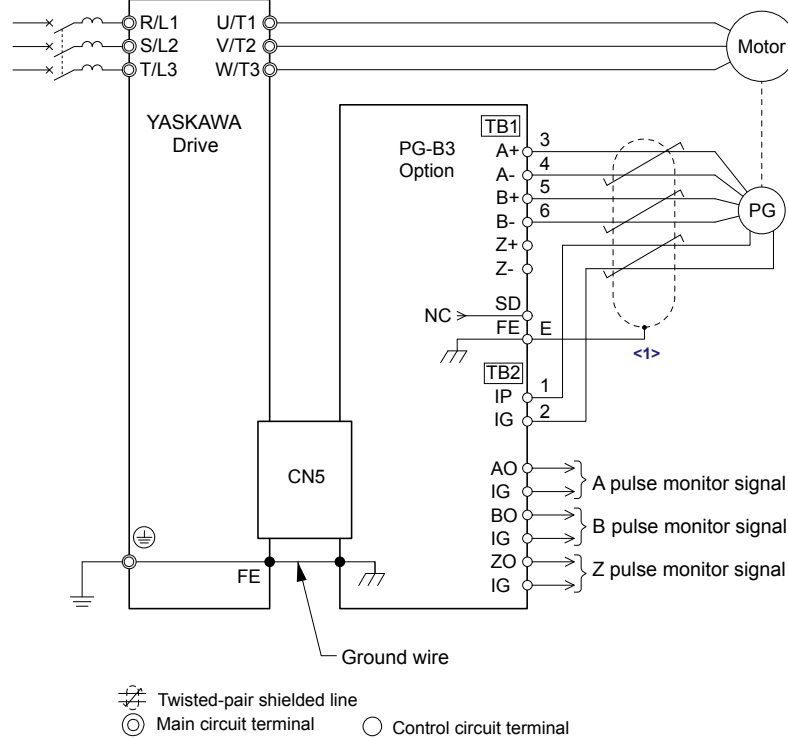 R/L1 U/T1
S/L2 V/T2
T/L3 W/T3
Motor
YASKAWA
Drive
PG-B3
Option
TB1
A+ 3
A- 4
B+ 5
B- 6
Z+
Z-
PG
NC SD
FE E
<1>
TB2
IP 1
IG 2
CN5
AO
IG
A pulse monitor signal
BO
IG
B pulse monitor signal
ZO
IG
Z pulse monitor signal
FE
Ground wire
Twisted-pair shielded line
Main circuit terminal
Control circuit terminal